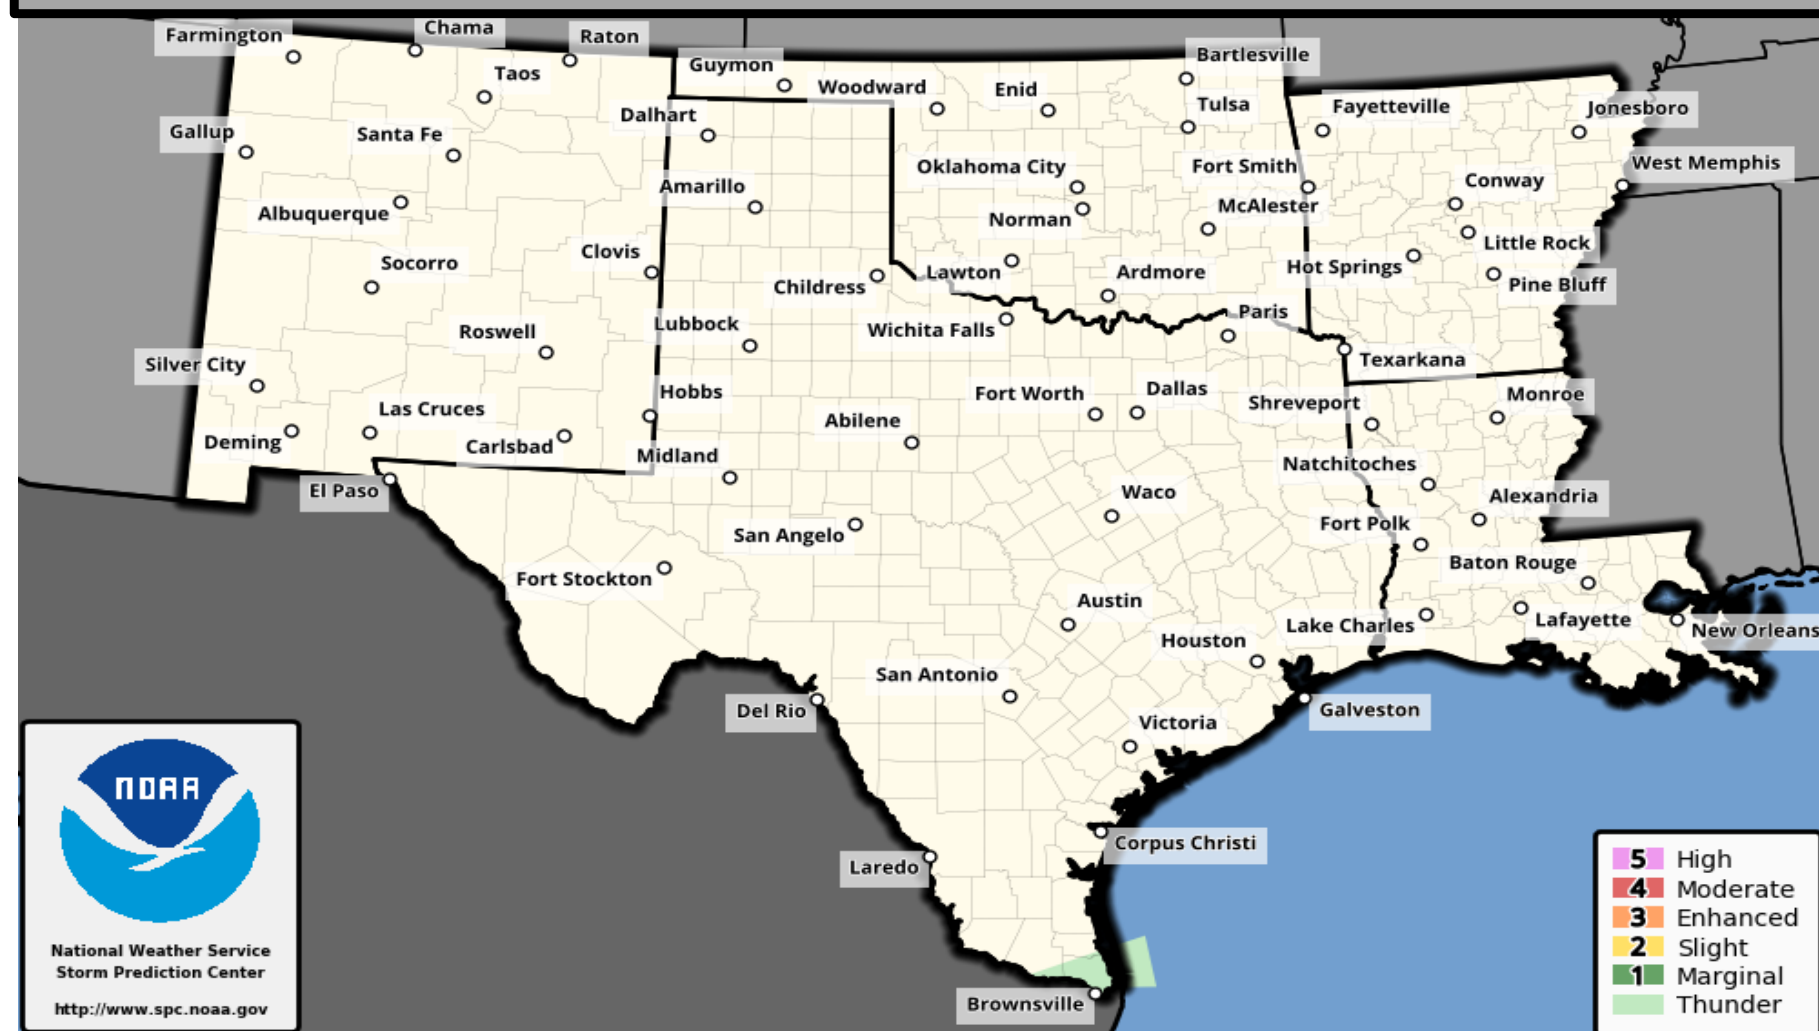 Farmington
Chama
Raton
Taos
Guymon
Woodward
Enid
Bartlesville
Tulsa
Fayetteville
Jonesboro
Dalhart
Gallup
Santa Fe
Oklahoma City
Fort Smith
Conway
West Memphis
Amarillo
Albuquerque
Norman
McAlester
Little Rock
Socorro
Clovis
Childress
Lawton
Ardmore
Hot Springs
Pine Bluff
Roswell
Lubbock
Wichita Falls
Paris
Texarkana
Silver City
Las Cruces
Hobbs
Abilene
Fort Worth
Dallas
Shreveport
Monroe
Deming
Carlsbad
Midland
Natchitoches
El Paso
San Angelo
Waco
Alexandria
Fort Polk
Fort Stockton
Austin
Baton Rouge
Houston
Lake Charles
Lafayette
New Orleans
San Antonio
Del Rio
Victoria
Galveston
Corpus Christi
Laredo
Brownsville
NOAA
National Weather Service
Storm Prediction Center
http://www.spc.noaa.gov
5 High
4 Moderate
3 Enhanced
2 Slight
1 Marginal
Thunder